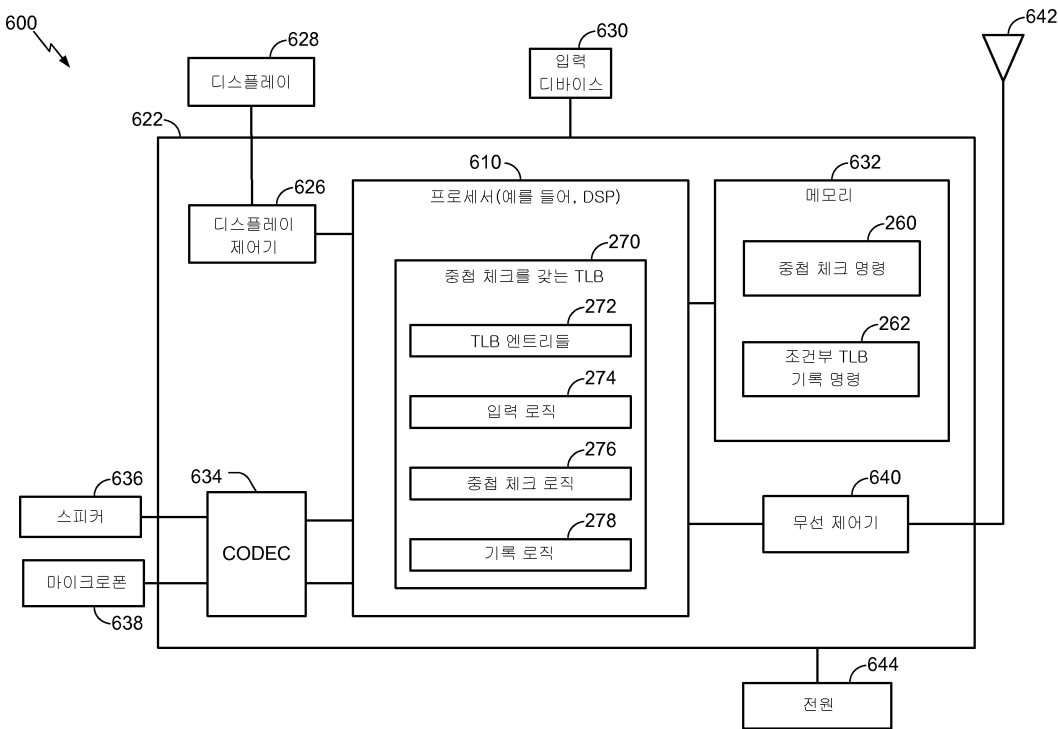 600
628
디스플레이
630
입력
디바이스
642
622
626
디스플레이
제어기
610
프로세서(예를 들어, DSP)
270
중첩 체크를 갖는 TLB
272
TLB 엔트리들
274
입력 로직
276
중첩 체크 로직
278
기록 로직
632
메모리
260
중첩 체크 명령
262
조건부 TLB
기록 명령
636
스피커
634
CODEC
마이크로폰
638
640
무선 제어기
644
전원